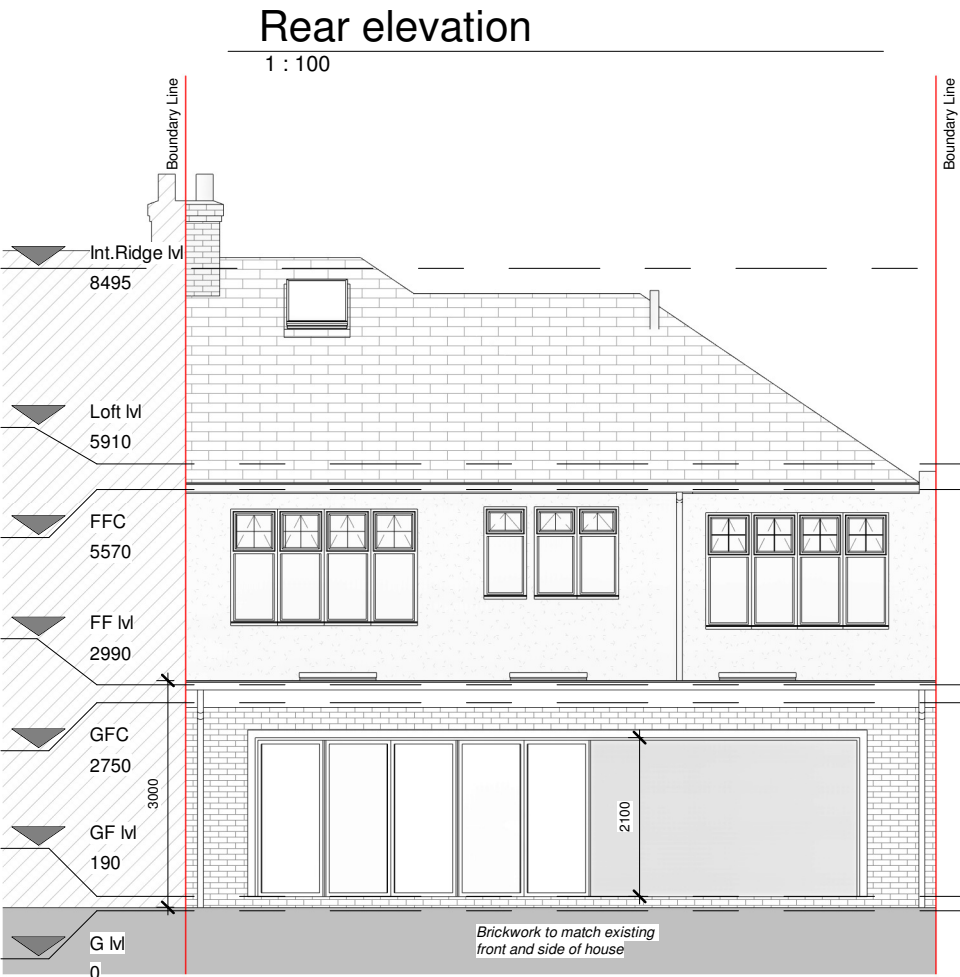 Rear elevation
1 : 100
Boundary Line
Boundary Line
Int.Ridge lvl
8495
Loft lvl
5910
FFC
5570
FF lvl
2990
GFC
2750
3000
2100
GF lvl
190
Brickwork to match existing
front and side of house
G lvl
0